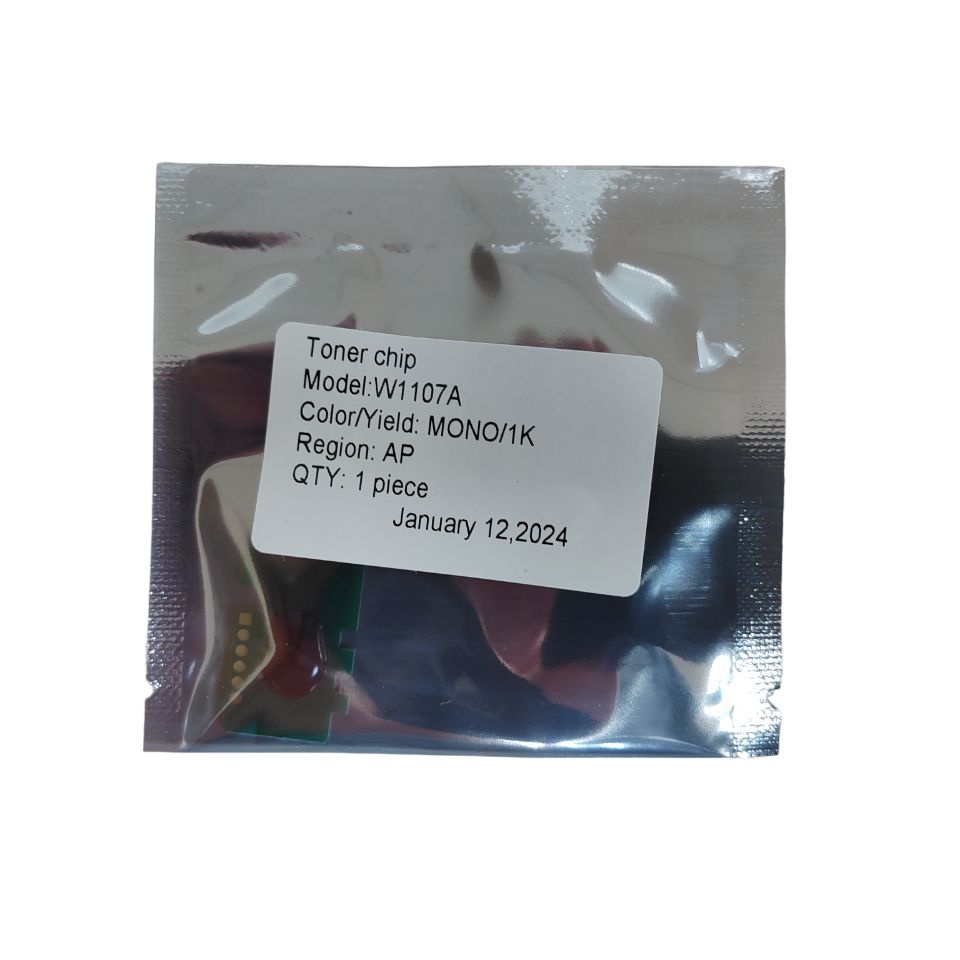 Toner chip
Model:W1107A
Color/Yield: MONO/1K
Region: AP
QTY: 1 piece
January 12,2024